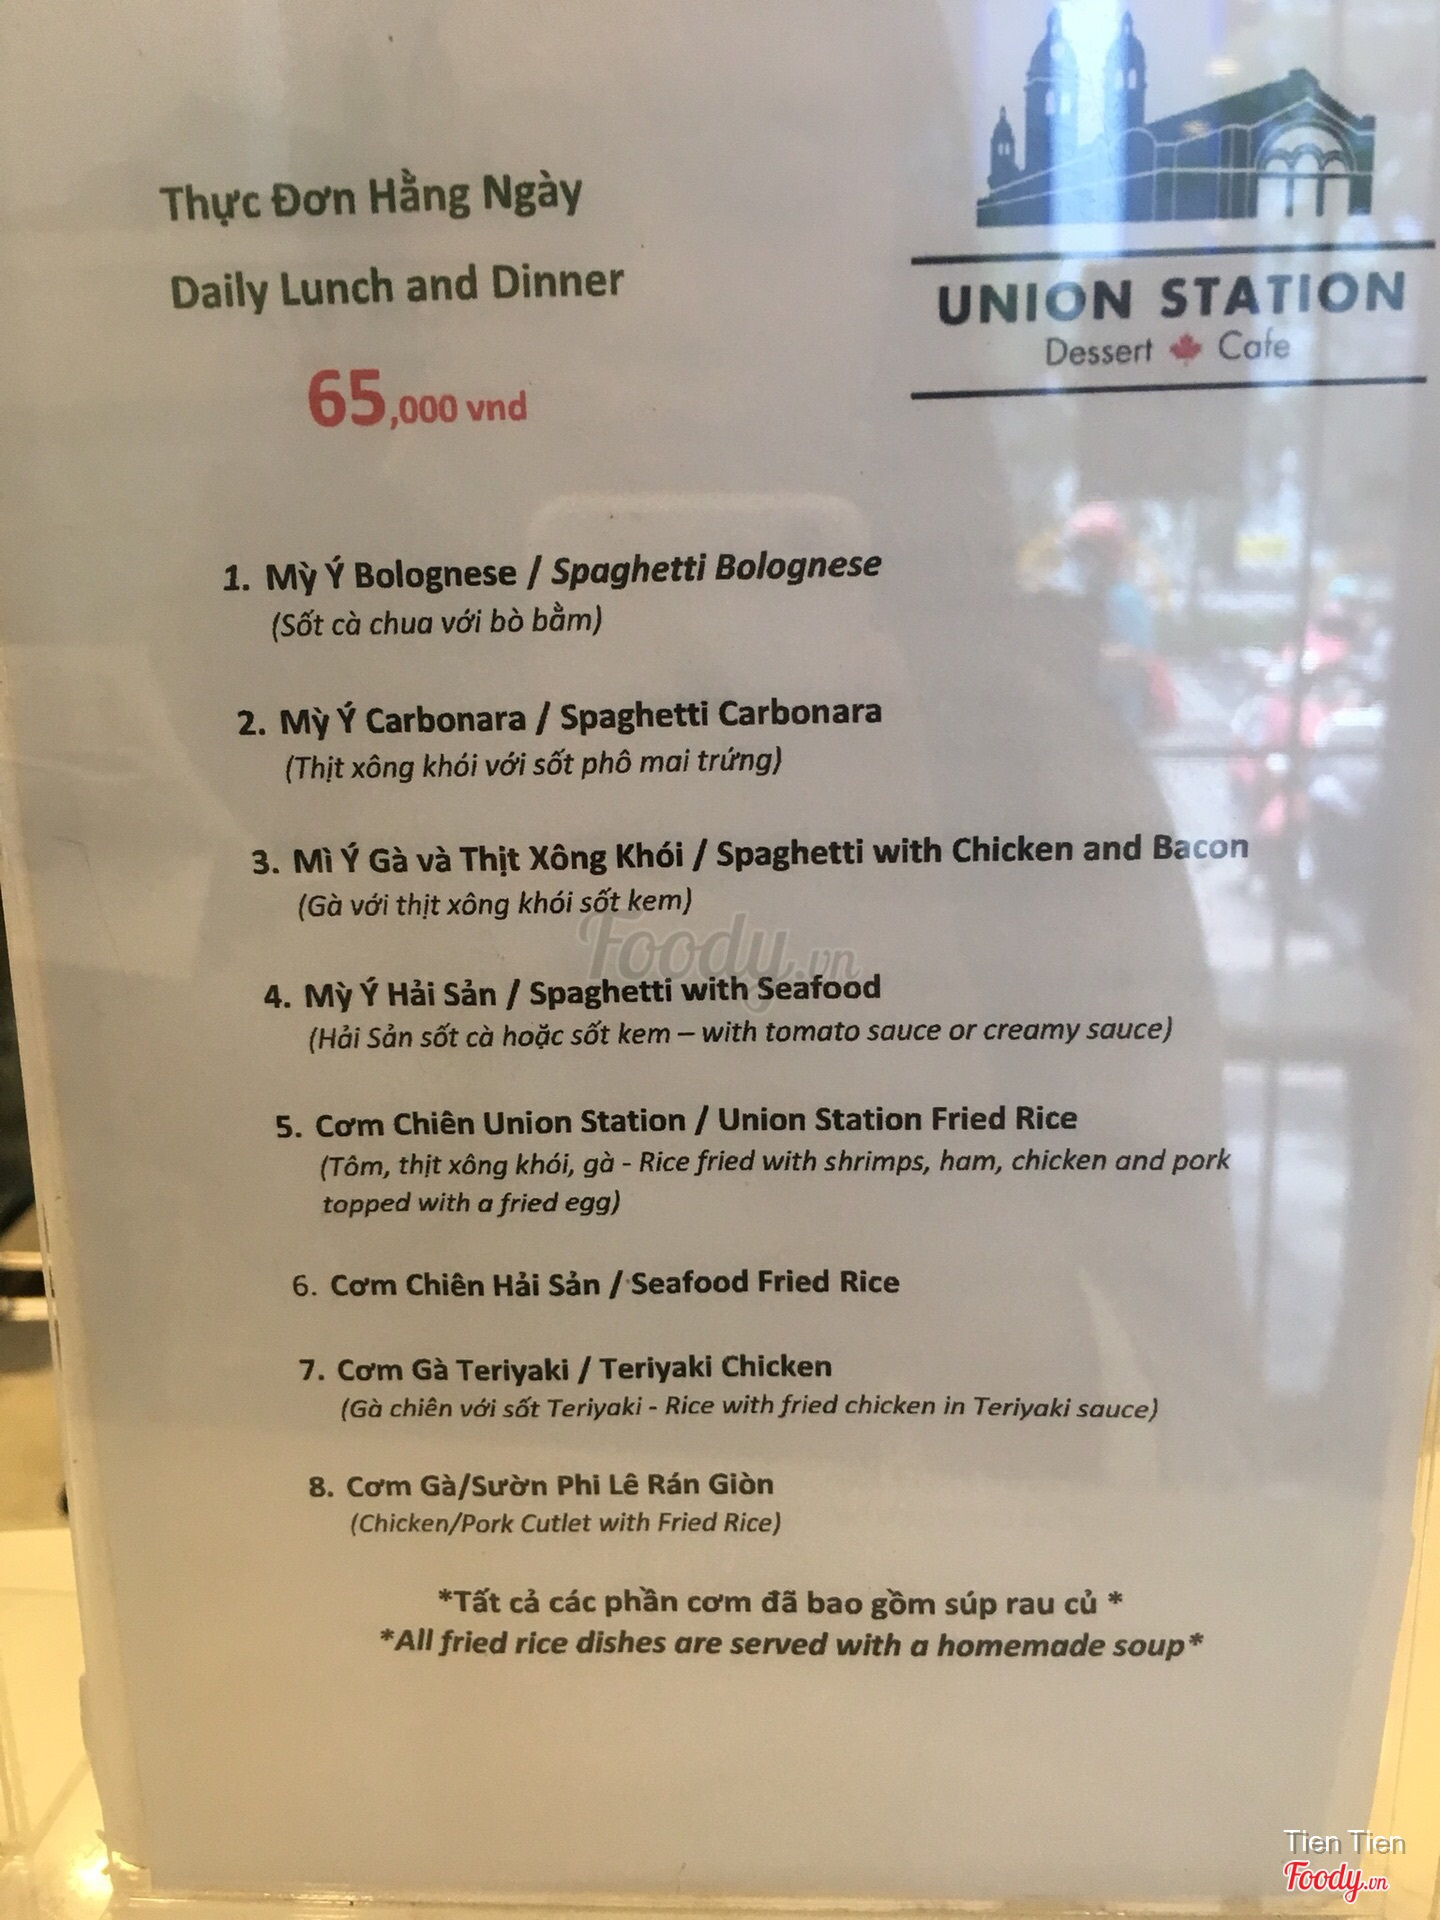 Thực Đơn Hằng Ngày
Daily Lunch and Dinner
65,000 vnd
UNION STATION
Dessert Cafe
1. Mỳ Ý Bolognese / Spaghetti Bolognese
(Sốt cà chua với bò bằm)
2. Mỳ Ý Carbonara / Spaghetti Carbonara
(Thịt xông khói với sốt phô mai trứng)
3. Mì Ý Gà và Thịt Xông Khói / Spaghetti with Chicken and Bacon
(Gà với thịt xông khói sốt kem)
Foody.vn
4. Mỳ Ý Hải Sản / Spaghetti with Seafood
(Hải Sản sốt cà hoặc sốt kem – with tomato sauce or creamy sauce)
5. Cơm Chiên Union Station / Union Station Fried Rice
(Tôm, thịt xông khói, gà - Rice fried with shrimps, ham, chicken and pork
topped with a fried egg)
6. Cơm Chiên Hải Sản / Seafood Fried Rice
7. Cơm Gà Teriyaki / Teriyaki Chicken
(Gà chiên với sốt Teriyaki - Rice with fried chicken in Teriyaki sauce)
8. Cơm Gà/Sườn Phi Lê Rán Giòn
(Chicken/Pork Cutlet with Fried Rice)
*Tất cả các phần cơm đã bao gồm súp rau củ *
*All fried rice dishes are served with a homemade soup*
Tien Tien
Foody.vn